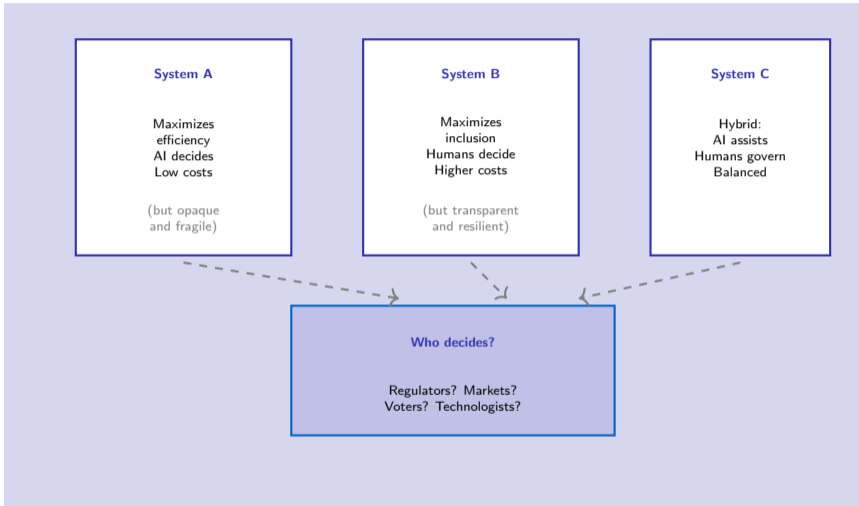 System A
Maximizes
efficiency
AI decides
Low costs
(but opaque
and fragile)
System B
Maximizes
inclusion
Humans decide
Higher costs
(but transparent
and resilient)
System C
Hybrid:
AI assists
Humans govern
Balanced
Who decides?
Regulators? Markets?
Voters? Technologists?